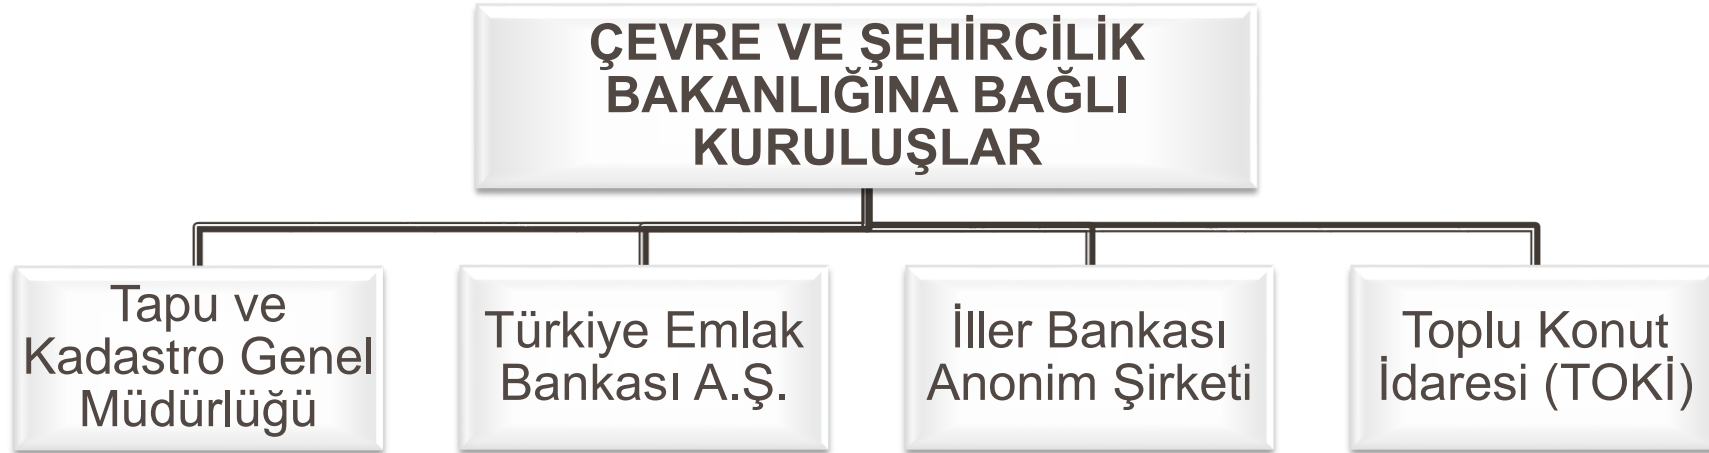 ÇEVRE VE ŞEHİRCİLİK
BAKANLIĞINA BAĞLI
KURULUŞLAR
Tapu ve
Kadastro Genel
Müdürlüğü
Türkiye Emlak
Bankası A.Ş.
İller Bankası
Anonim Şirketi
Toplu Konut
İdaresi (TOKİ)